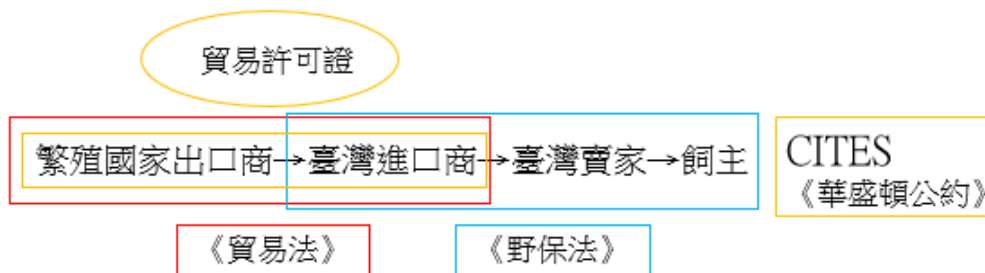 貿易許可證
繁殖國家出口商→臺灣進口商→臺灣賣家→飼主
CITES
《華盛頓公約》
《貿易法》
《野保法》